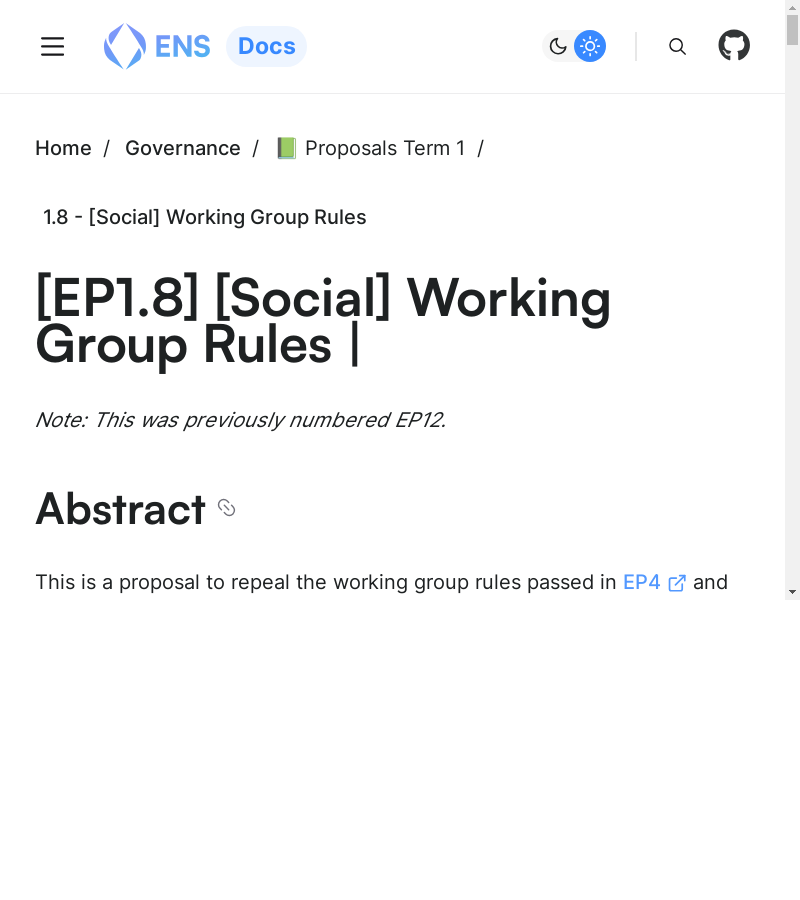 ENS Docs
Home / Governance / 📗 Proposals Term 1 /
1.8 - [Social] Working Group Rules
[EP1.8] [Social] Working
Group Rules |
Note: This was previously numbered EP12.
Abstract
This is a proposal to repeal the working group rules passed in EP4 and